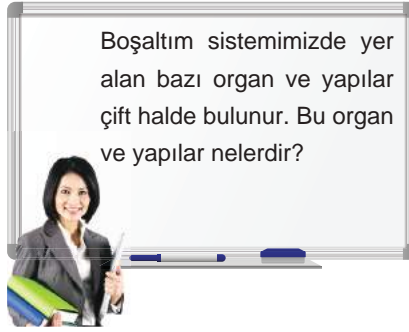 Boşaltım sistemimizde yer
alan bazı organ ve yapılar
çift halde bulunur. Bu organ
ve yapılar nelerdir?